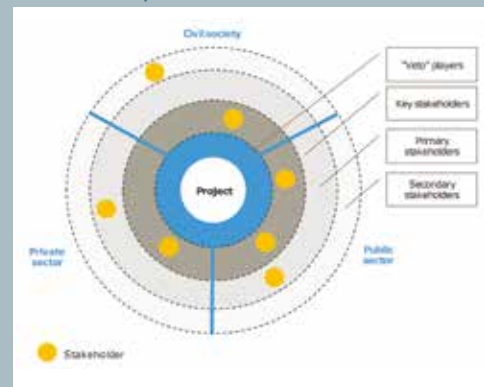 Civil society
"Veto" players
Key stakeholders
Primary
stakeholders
Secondary
stakeholders
Project
Private
sector
Public
sector
Stakeholder